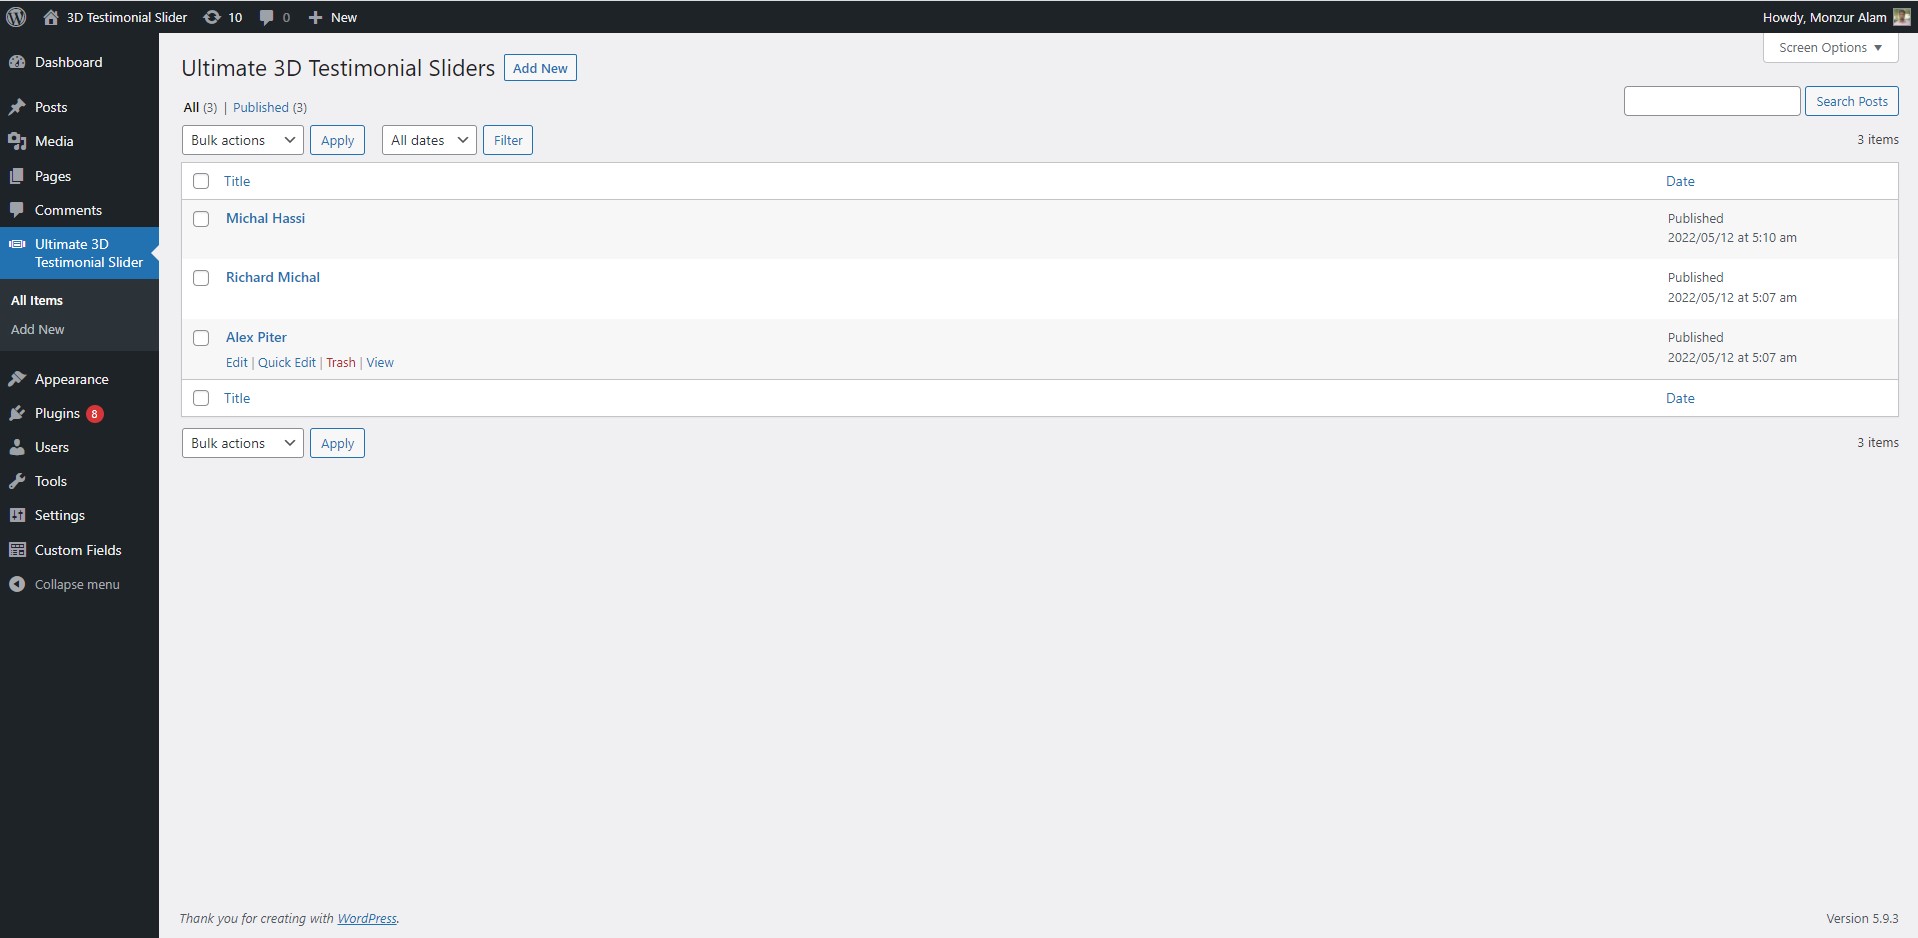 3D Testimonial Slider 10 0 New Howdy, Monzur Alam
Screen Options
Dashboard
Posts
Media
Pages
Comments
Ultimate 3D
Testimonial Slider
All Items
Add New
Appearance
Plugins 8
Users
Tools
Settings
Custom Fields
Collapse menu
Ultimate 3D Testimonial Sliders Add New
All (3) | Published (3)
Search Posts
Bulk actions Apply All dates Filter 3 items
Title Date
Michal Hassi Published
2022/05/12 at 5:10 am
Richard Michal Published
2022/05/12 at 5:07 am
Alex Piter Published
Edit | Quick Edit | Trash | View 2022/05/12 at 5:07 am
Title Date
Bulk actions Apply 3 items
Thank you for creating with WordPress. Version 5.9.3